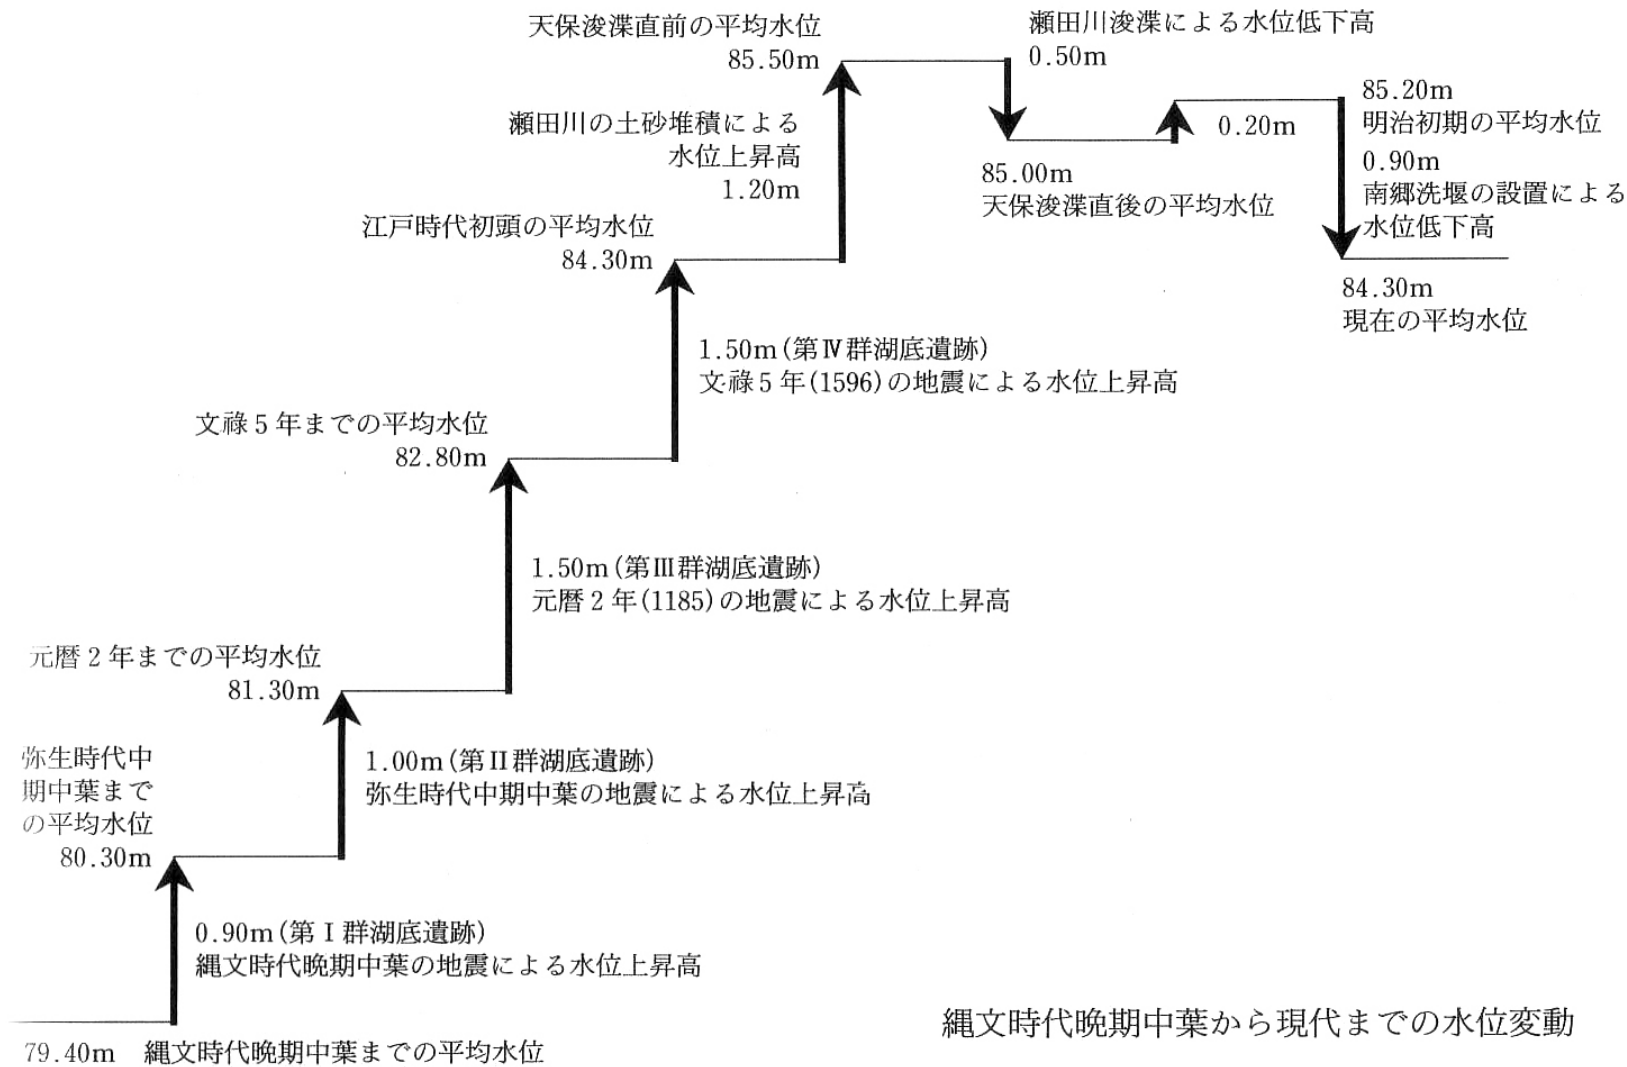 天保浚渫直前の平均水位
85.50m
瀬田川浚渫による水位低下高
0.50m
瀬田川の土砂堆積による
水位上昇高
1.20m
85.00m
天保浚渫直後の平均水位
0.20m
85.20m
明治初期の平均水位
0.90m
南郷洗堰の設置による
水位低下高
84.30m
現在の平均水位
江戸時代初頭の平均水位
84.30m
1.50m(第Ⅳ群湖底遺跡)
文祿5年(1596)の地震による水位上昇高
文祿5年までの平均水位
82.80m
1.50m(第Ⅲ群湖底遺跡)
元暦2年(1185)の地震による水位上昇高
元暦2年までの平均水位
81.30m
1.00m(第Ⅱ群湖底遺跡)
弥生時代中期中葉の地震による水位上昇高
弥生時代中
期中葉まで
の平均水位
80.30m
0.90m(第Ⅰ群湖底遺跡)
縄文時代晩期中葉の地震による水位上昇高
79.40m 縄文時代晩期中葉までの平均水位
縄文時代晩期中葉から現代までの水位変動